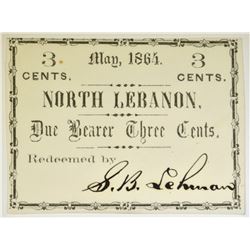 3 May, 1864. 3
CENTS. CENTS.
NORTH LEBANON,
Due Bearer Three Cents,
Redeemed by
S. B. Lehman